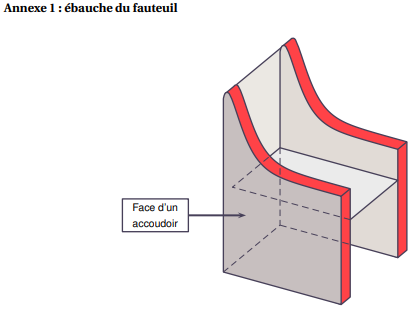 Annexe 1 : ébauche du fauteuil
Face d'un
accoudoir